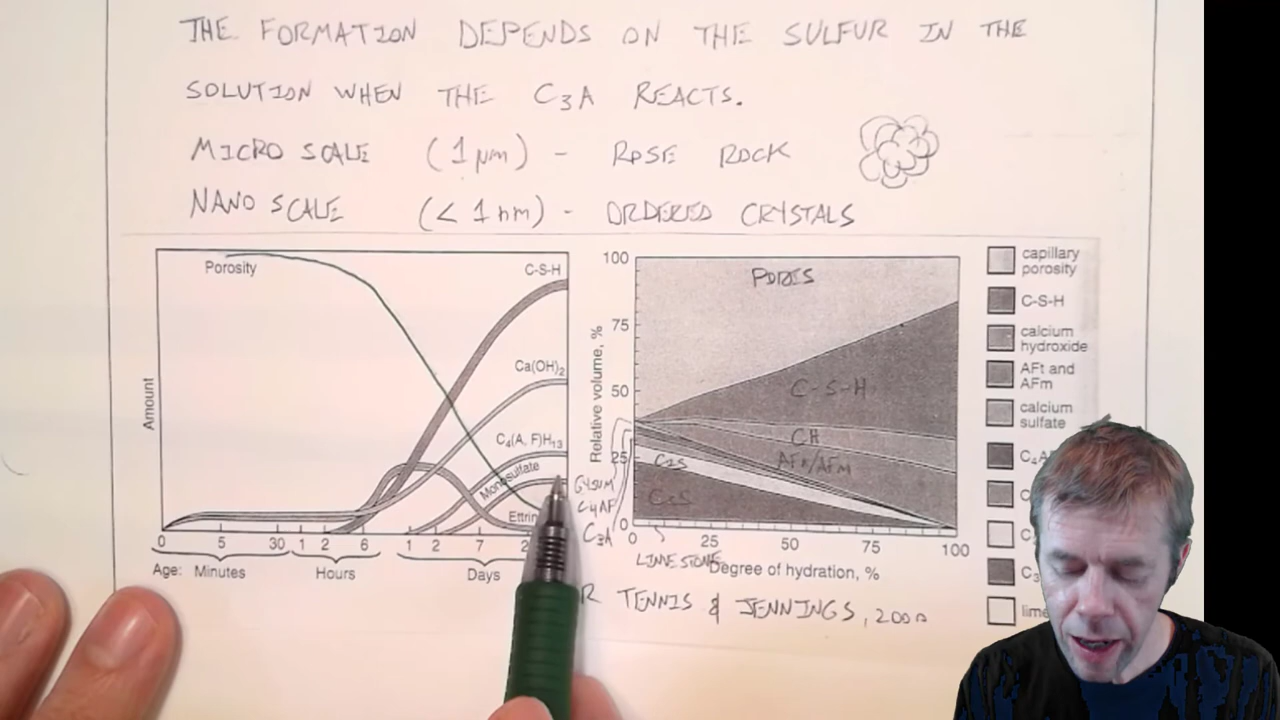 THE FORMATION DEPENDS ON THE SULFUR IN THE
SOLUTION WHEN THE C3A REACTS.
MICRO SCALE (1 μm) - ROSE ROCK
NANO SCALE (< 1 nm) - ORDERED CRYSTALS
Porosity
C-S-H
Ca(OH)2
C4(A, F)H13
Monosulfate
Amount
0 5 30 1 2 6 1 2 7
Age: Minutes Hours Days
100
75
50
25
0
Relative volume, %
PORES
C-S-H
CH
AFt/AFM
C2S
C3S
GYSUM
C4AF
C3A
0 25 50 75 100
LIMESTONE
Degree of hydration, %
TENNIS & JENNINGS, 2000
capillary
porosity
C-S-H
calcium
hydroxide
AFt and
AFm
calcium
sulfate